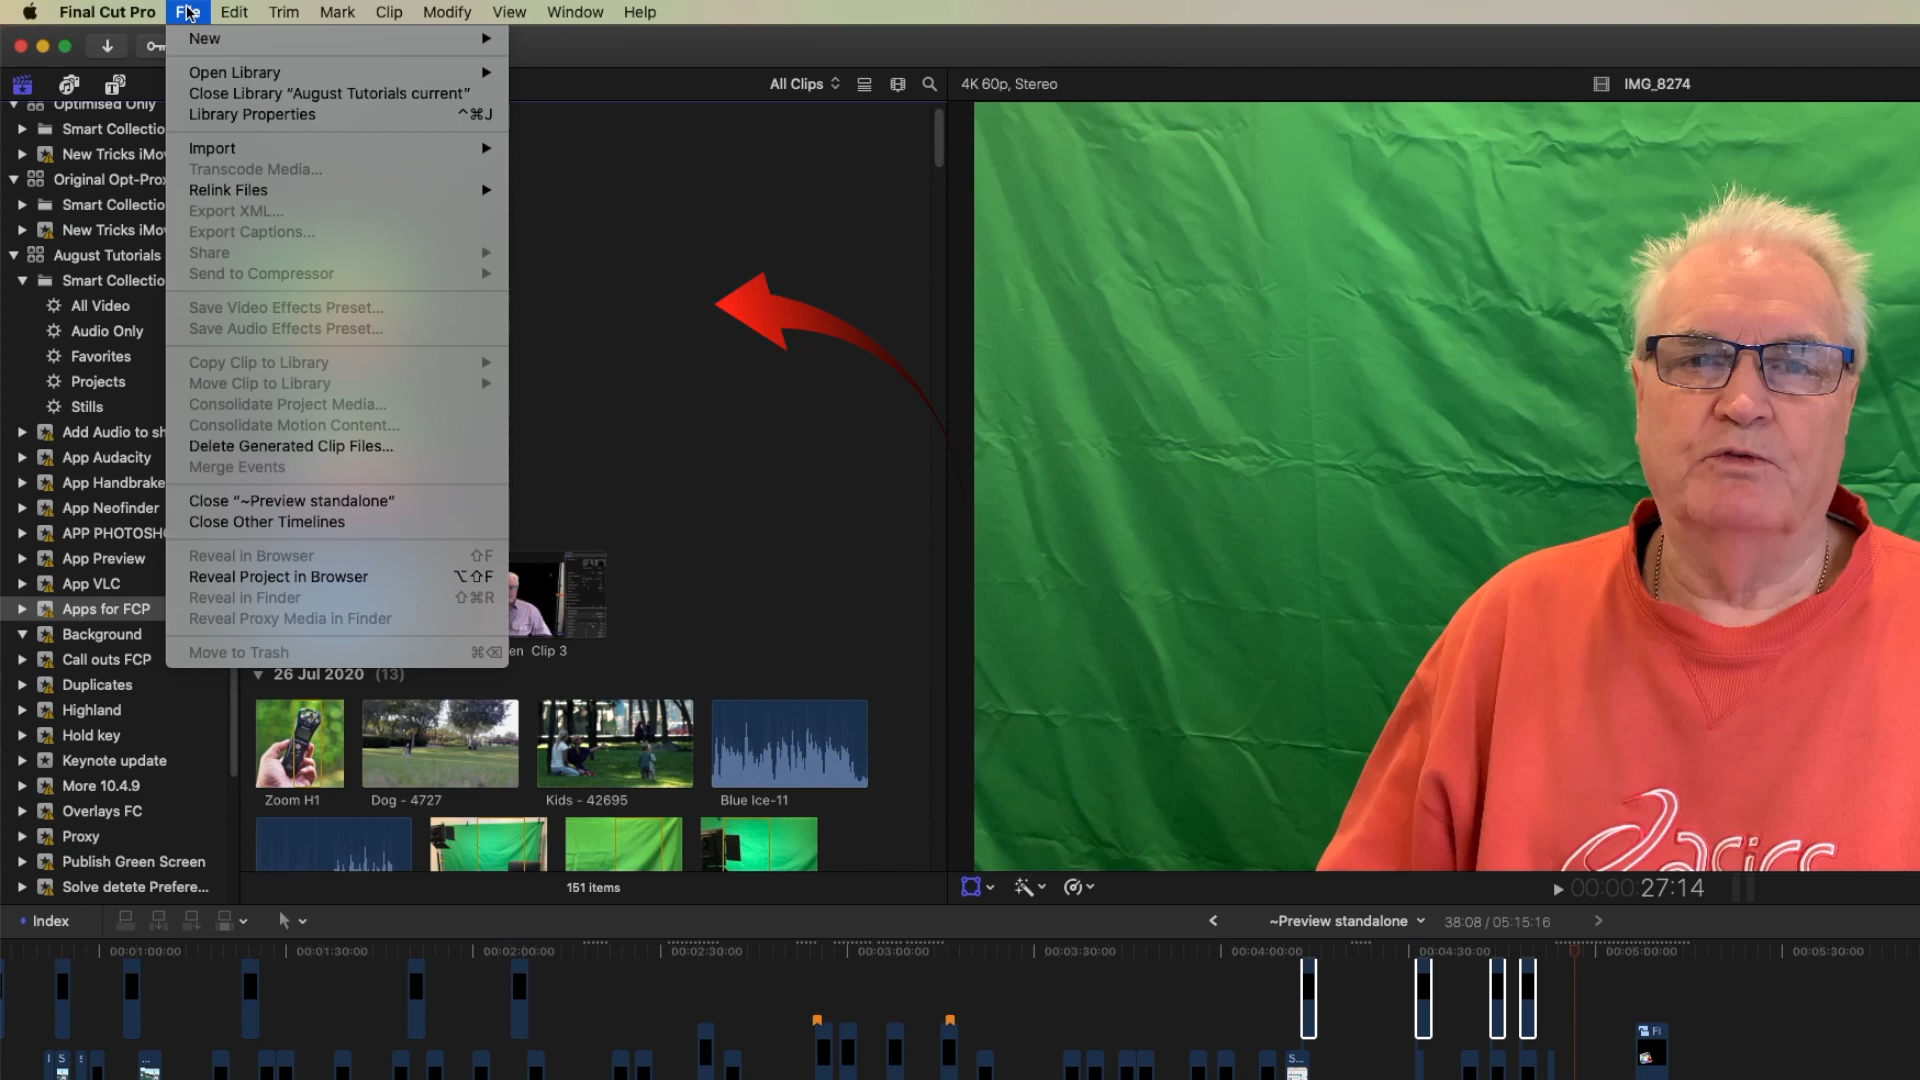 Final Cut Pro File Edit Trim Mark Clip Modify View Window Help
New
Open Library
Close Library “August Tutorials current”
Library Properties ^⌘J
Import
Transcode Media...
Relink Files
Export XML...
Export Captions...
Share
Send to Compressor
Save Video Effects Preset...
Save Audio Effects Preset...
Copy Clip to Library
Move Clip to Library
Consolidate Project Media...
Consolidate Motion Content...
Delete Generated Clip Files...
Merge Events
Close “~Preview standalone”
Close Other Timelines
Reveal in Browser ⇧F
Reveal Project in Browser ⌥⇧F
Reveal in Finder ⇧⌘R
Reveal Proxy Media in Finder
Move to Trash ⌘⌫
All Clips
4K 60p, Stereo
IMG_8274
Optimised Only
Smart Collectio
New Tricks iMo
Original Opt-Pro
Smart Collectio
New Tricks iMo
August Tutorials
Smart Collectio
All Video
Audio Only
Favorites
Projects
Stills
Add Audio to sh
App Audacity
App Handbrake
App Neofinder
APP PHOTOSH
App Preview
App VLC
Apps for FCP
Background
Call outs FCP
Duplicates
Highland
Hold key
Keynote update
More 10.4.9
Overlays FC
Proxy
Publish Green Screen
Solve detete Prefere...
en Clip 3
26 Jul 2020 (13)
Zoom H1
Dog - 4727
Kids - 42695
Blue Ice-11
151 items
asics
00:00:27:14
Index
~Preview standalone
38:08 / 05:15:16
00:01:00:00
00:01:30:00
00:02:00:00
00:02:30:00
00:03:00:00
00:03:30:00
00:04:00:00
00:04:30:00
00:05:00:00
00:05:30:00
Fi
S
...
S...